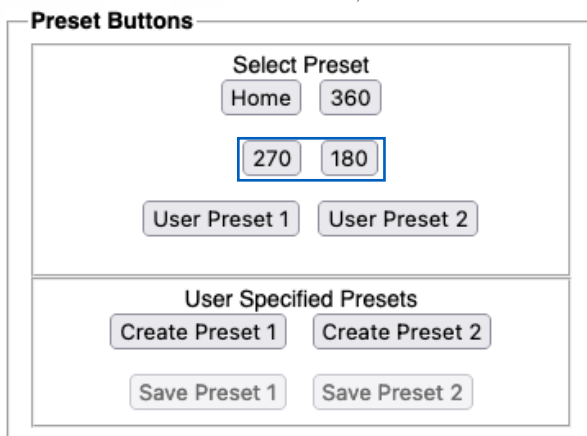 Preset Buttons
Select Preset
Home 360
270 180
User Preset 1 User Preset 2
User Specified Presets
Create Preset 1 Create Preset 2
Save Preset 1 Save Preset 2